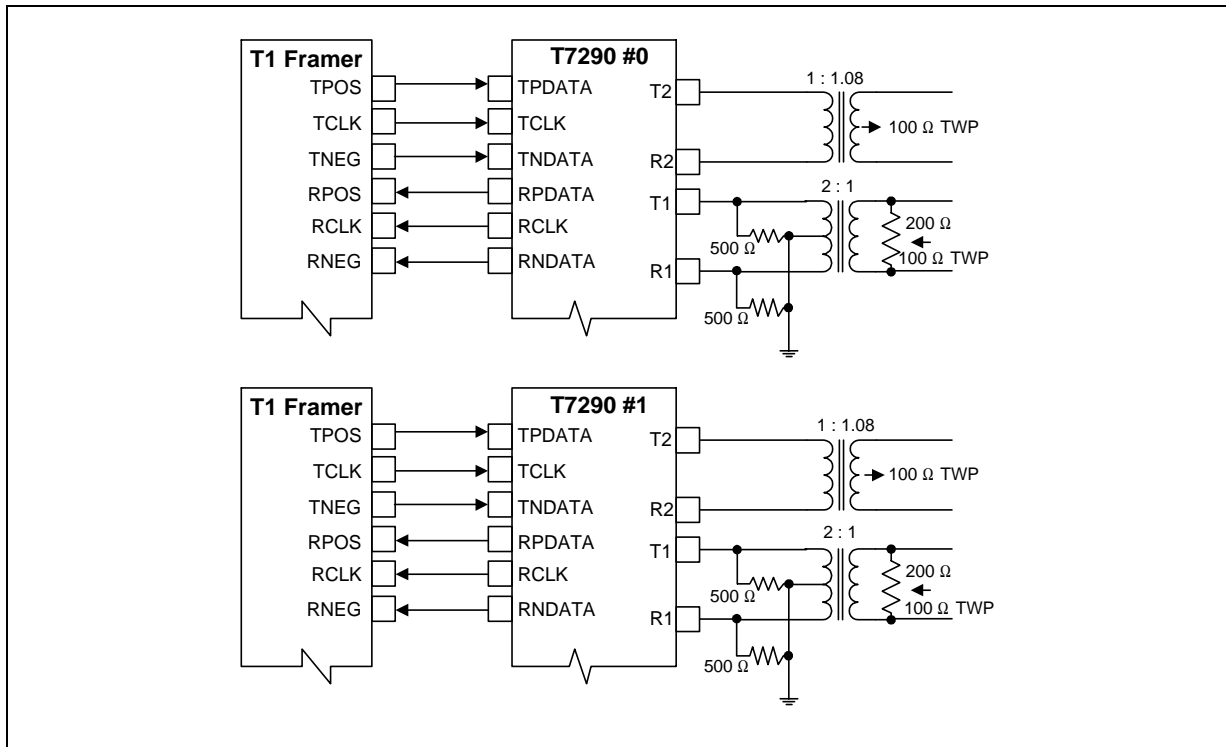 T1 Framer
TPOS
TCLK
TNEG
RPOS
RCLK
RNEG
T7290 #0
TPDATA
TCLK
TNDATA
RPDATA
RCLK
RNDATA
T2
R2
T1
R1
1 : 1.08
100 Ω TWP
2 : 1
500 Ω
200 Ω
100 Ω TWP
500 Ω
T1 Framer
TPOS
TCLK
TNEG
RPOS
RCLK
RNEG
T7290 #1
TPDATA
TCLK
TNDATA
RPDATA
RCLK
RNDATA
T2
R2
T1
R1
1 : 1.08
100 Ω TWP
2 : 1
500 Ω
200 Ω
100 Ω TWP
500 Ω